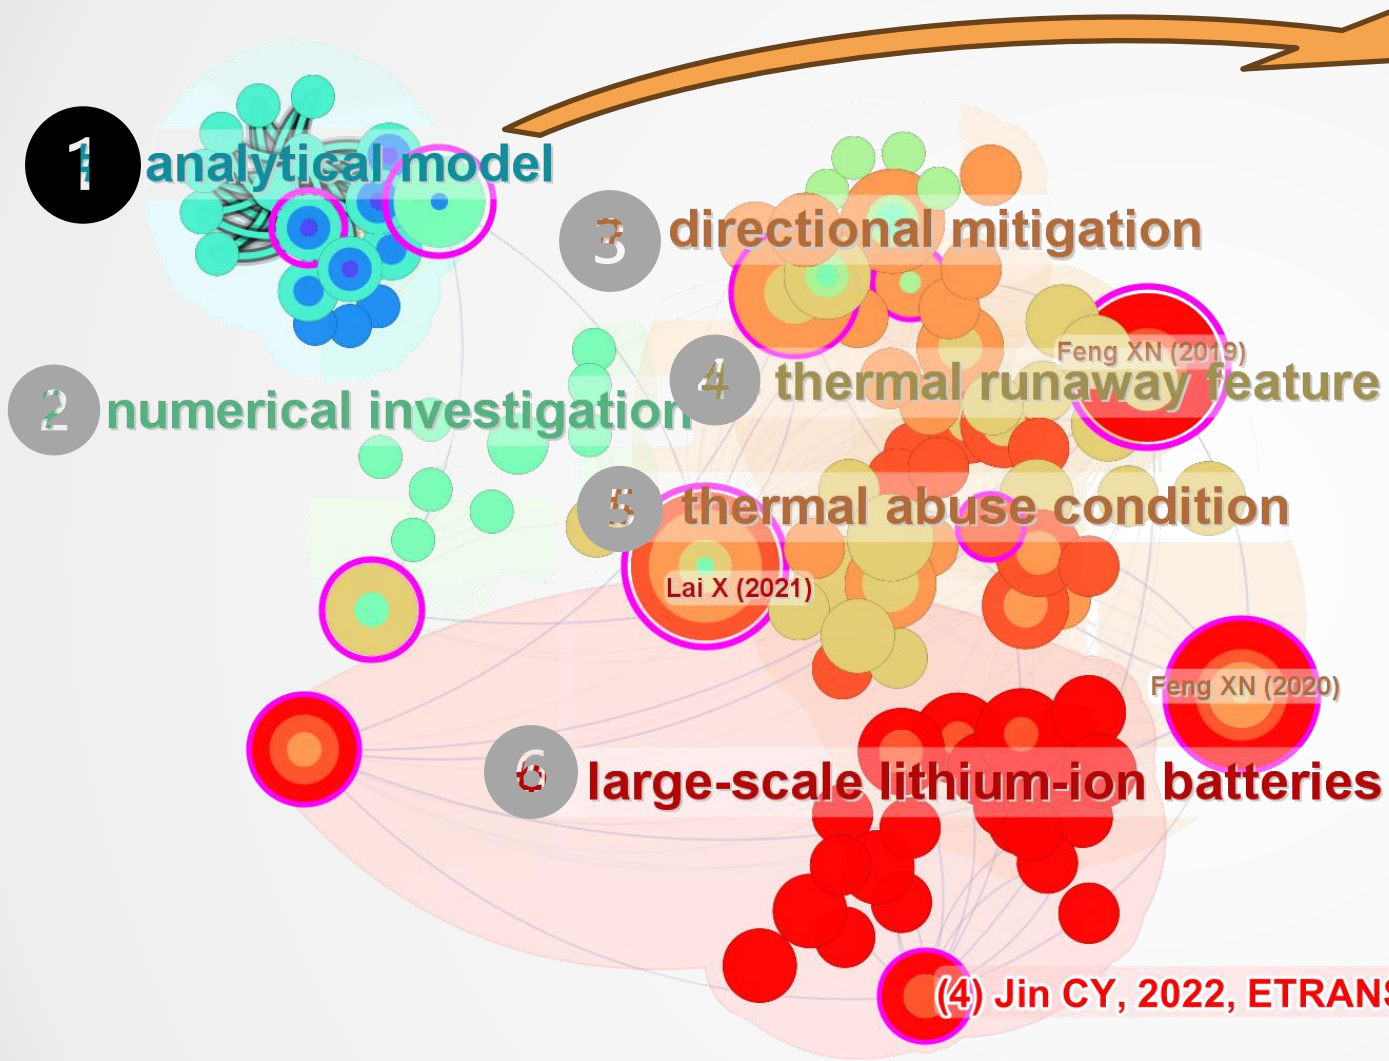 1 analytical model
3 directional mitigation
Feng XN (2019)
4 thermal runaway feature
2 numerical investigation
5 thermal abuse condition
Lai X (2021)
Feng XN (2020)
6 large-scale lithium-ion batteries
(4) Jin CY, 2022, ETRANS